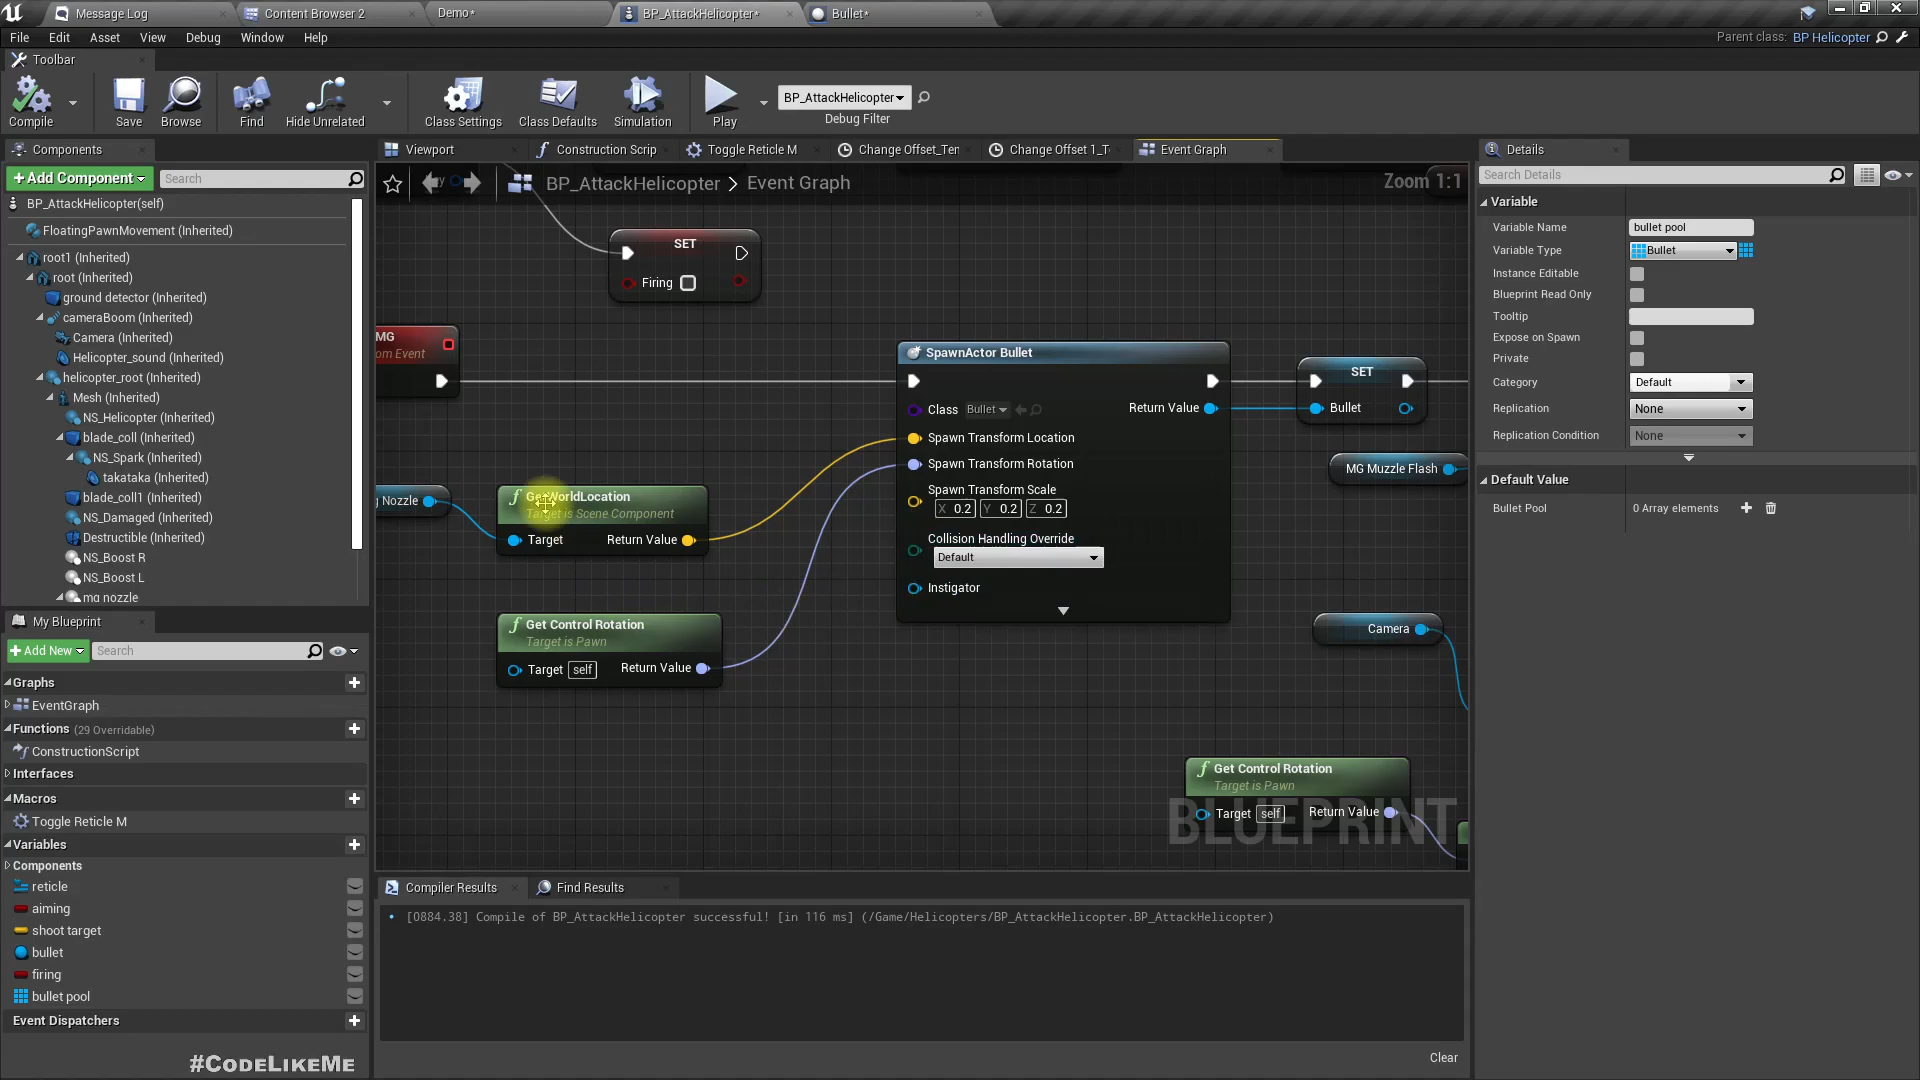 Message Log
Content Browser 2
Demo*
BP_AttackHelicopter*
Bullet*
File Edit Asset View Debug Window Help
Parent class: BP Helicopter
Toolbar
Compile
Save
Browse
Find
Hide Unrelated
Class Settings
Class Defaults
Simulation
Play
BP_AttackHelicopter
Debug Filter
Components
+ Add Component
Search
BP_AttackHelicopter(self)
FloatingPawnMovement (Inherited)
root1 (Inherited)
root (Inherited)
ground detector (Inherited)
cameraBoom (Inherited)
Camera (Inherited)
Helicopter_sound (Inherited)
helicopter_root (Inherited)
Mesh (Inherited)
NS_Helicopter (Inherited)
blade_coll (Inherited)
NS_Spark (Inherited)
takataka (Inherited)
blade_coll1 (Inherited)
NS_Damaged (Inherited)
Destructible (Inherited)
NS_Boost R
NS_Boost L
mg nozzle
My Blueprint
+ Add New
Search
Graphs
EventGraph
Functions (29 Overridable)
ConstructionScript
Interfaces
Macros
Toggle Reticle M
Variables
Components
reticle
aiming
shoot target
bullet
firing
bullet pool
Event Dispatchers
#CodeLikeMe
Viewport
Construction Scrip
Toggle Reticle M
Change Offset_Ten
Change Offset 1_T
Event Graph
BP_AttackHelicopter > Event Graph
Zoom 1:1
SET
Firing
MG
om Event
SpawnActor Bullet
Class Bullet
Return Value
Spawn Transform Location
Spawn Transform Rotation
Spawn Transform Scale
X 0.2 Y 0.2 Z 0.2
Collision Handling Override
Default
Instigator
SET
Bullet
MG Muzzle Flash
g Nozzle
GetWorldLocation
Target is Scene Component
Target
Return Value
Get Control Rotation
Target is Pawn
Target self
Return Value
Camera
Get Control Rotation
Target is Pawn
Target self
Return Value
BLUEPRINT
Compiler Results
Find Results
[0884.38] Compile of BP_AttackHelicopter successful! [in 116 ms] (/Game/Helicopters/BP_AttackHelicopter.BP_AttackHelicopter)
Clear
Details
Search Details
Variable
Variable Name bullet pool
Variable Type Bullet
Instance Editable
Blueprint Read Only
Tooltip
Expose on Spawn
Private
Category Default
Replication None
Replication Condition None
Default Value
Bullet Pool 0 Array elements